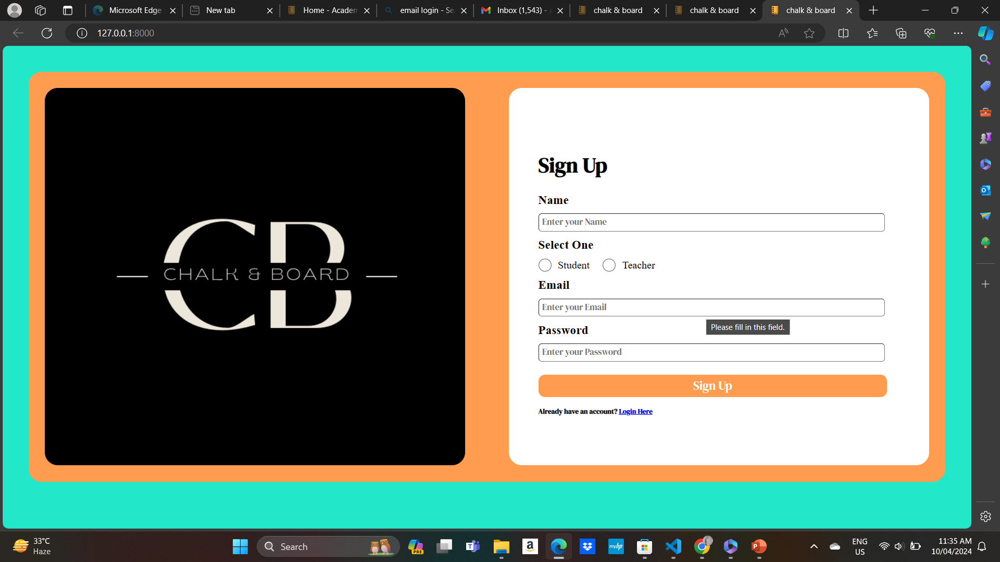 Microsoft Edge
New tab
Home - Academ
email login - Se
Inbox (1,543) -
chalk & board
chalk & board
chalk & board
127.0.0.1:8000
CB
CHALK & BOARD
Sign Up
Name
Enter your Name
Select One
Student Teacher
Email
Enter your Email
Please fill in this field.
Password
Enter your Password
Sign Up
Already have an account? Login Here
33°C
Haze
Search
PRE
T
a
myhp
P
ENG
US
11:35 AM
10/04/2024